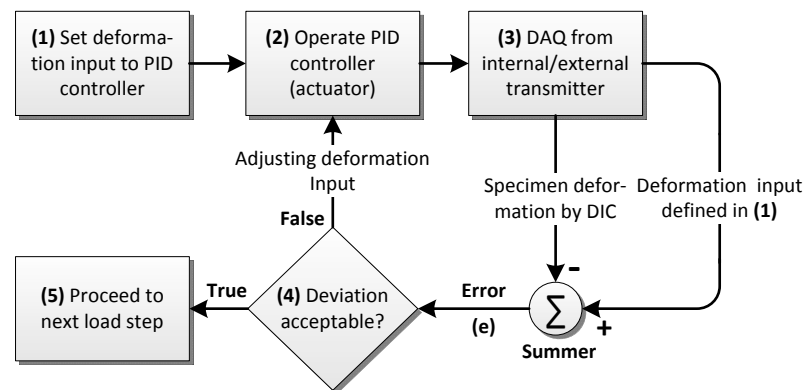 (1) Set deforma-
tion input to PID
controller
(2) Operate PID
controller
(actuator)
(3) DAQ from
internal/external
transmitter
Adjusting deformation
Input
False
Specimen defor-
mation by DIC
Deformation input
defined in (1)
(5) Proceed to
next load step
True
(4) Deviation
acceptable?
Error
(e)
-
∑
+
Summer